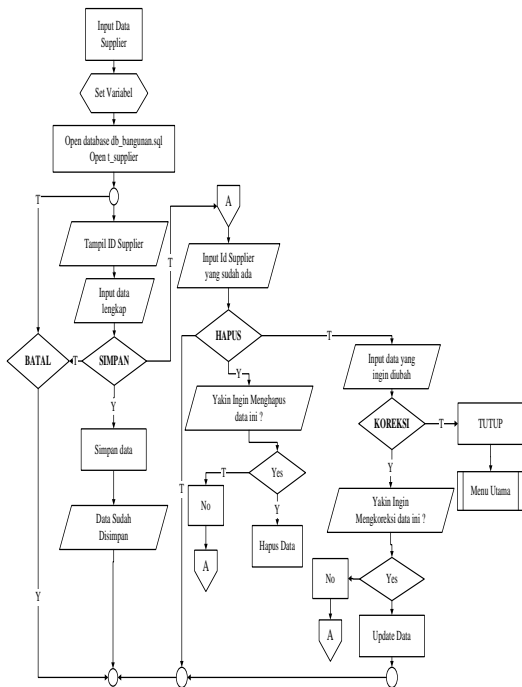 Input Data
Supplier
Set Variabel
Open database db_bangunan.sql
Open t_supplier
T
Tampil ID Supplier
Input data
lengkap
BATAL
T
SIMPAN
Y
Simpan data
Data Sudah
Disimpan
Y
T
A
Input Id Supplier
yang sudah ada
HAPUS
T
Y
Yakin Ingin Menghapus
data ini ?
T
Yes
No
Y
A
Hapus Data
T
Input data yang
ingin diubah
KOREKSI
T
TUTUP
Menu Utama
Y
Yakin Ingin
Mengkoreksi data ini ?
No
Yes
A
Update Data